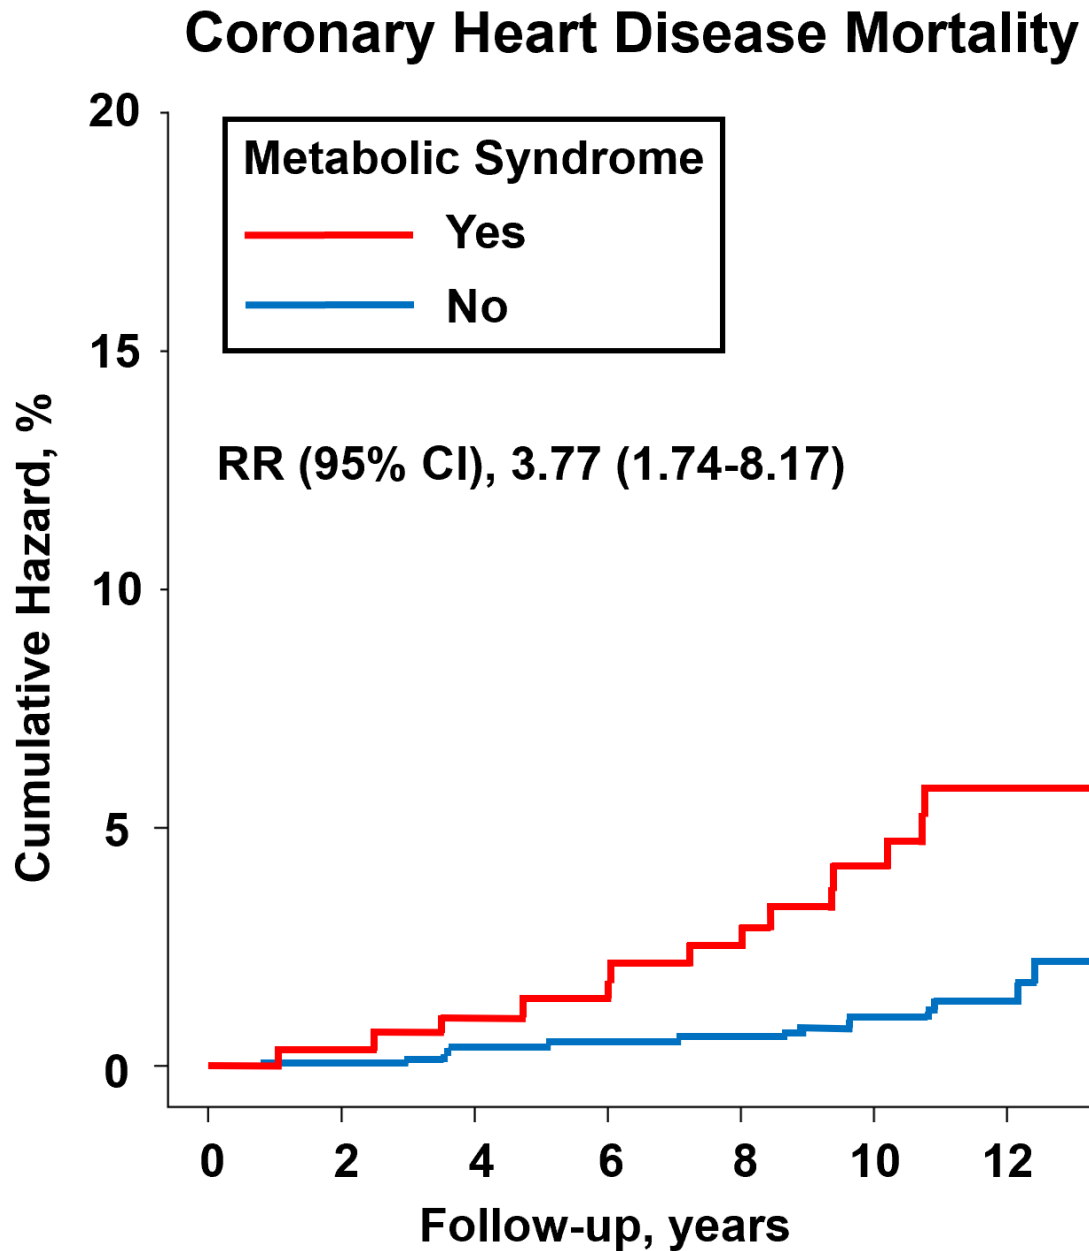 Coronary Heart Disease Mortality
20
Metabolic Syndrome
Yes
No
15
RR (95% CI), 3.77 (1.74-8.17)
10
5
0
Cumulative Hazard, %
0 2 4 6 8 10 12
Follow-up, years